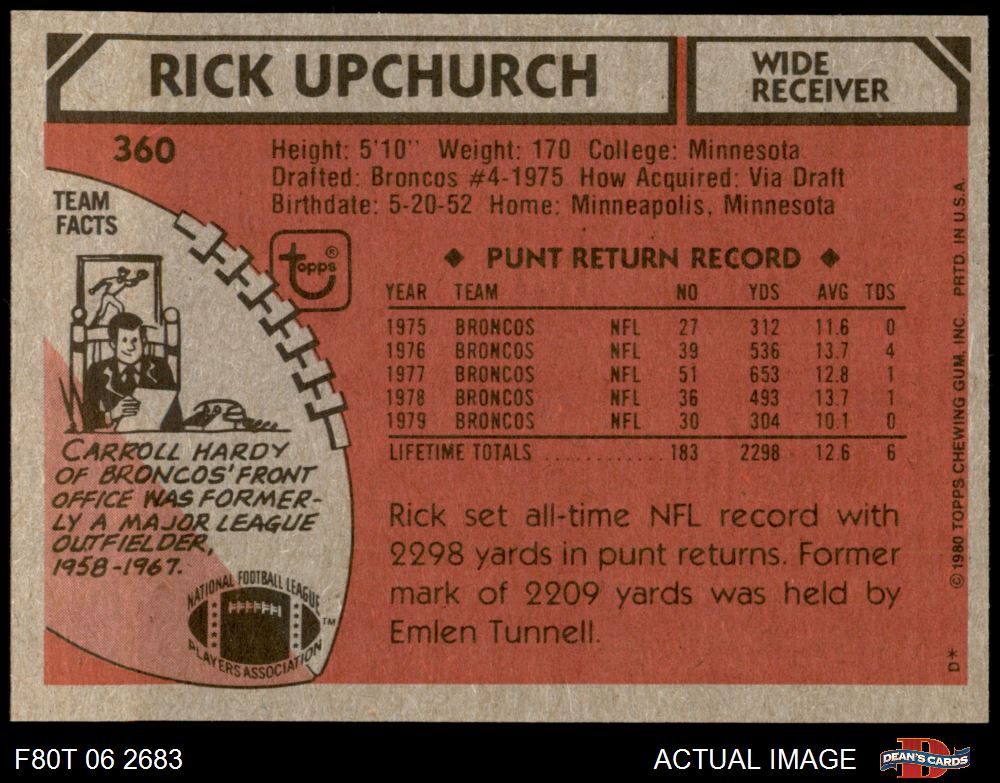 RICK UPCHURCH
WIDE
RECEIVER
360
Height: 5'10" Weight: 170 College: Minnesota
Drafted: Broncos #4-1975 How Acquired: Via Draft
Birthdate: 5-20-52 Home: Minneapolis, Minnesota
TEAM
FACTS
topps®
◆ PUNT RETURN RECORD ◆
YEAR TEAM NO YDS AVG TDS
1975 BRONCOS NFL 27 312 11.6 0
1976 BRONCOS NFL 39 536 13.7 4
1977 BRONCOS NFL 51 653 12.8 1
1978 BRONCOS NFL 36 493 13.7 1
1979 BRONCOS NFL 30 304 10.1 0
LIFETIME TOTALS ............ 183 2298 12.6 6
CARROLL HARDY
OF BRONCOS' FRONT
OFFICE WAS FORMER-
LY A MAJOR LEAGUE
OUTFIELDER,
1958-1967.
Rick set all-time NFL record with
2298 yards in punt returns. Former
mark of 2209 yards was held by
Emlen Tunnell.
NATIONAL FOOTBALL LEAGUE
PLAYERS ASSOCIATION
TM
© 1980 TOPPS CHEWING GUM, INC. PRTD. IN U.S.A.
D*
F80T 06 2683
ACTUAL IMAGE
DEAN'S CARDS